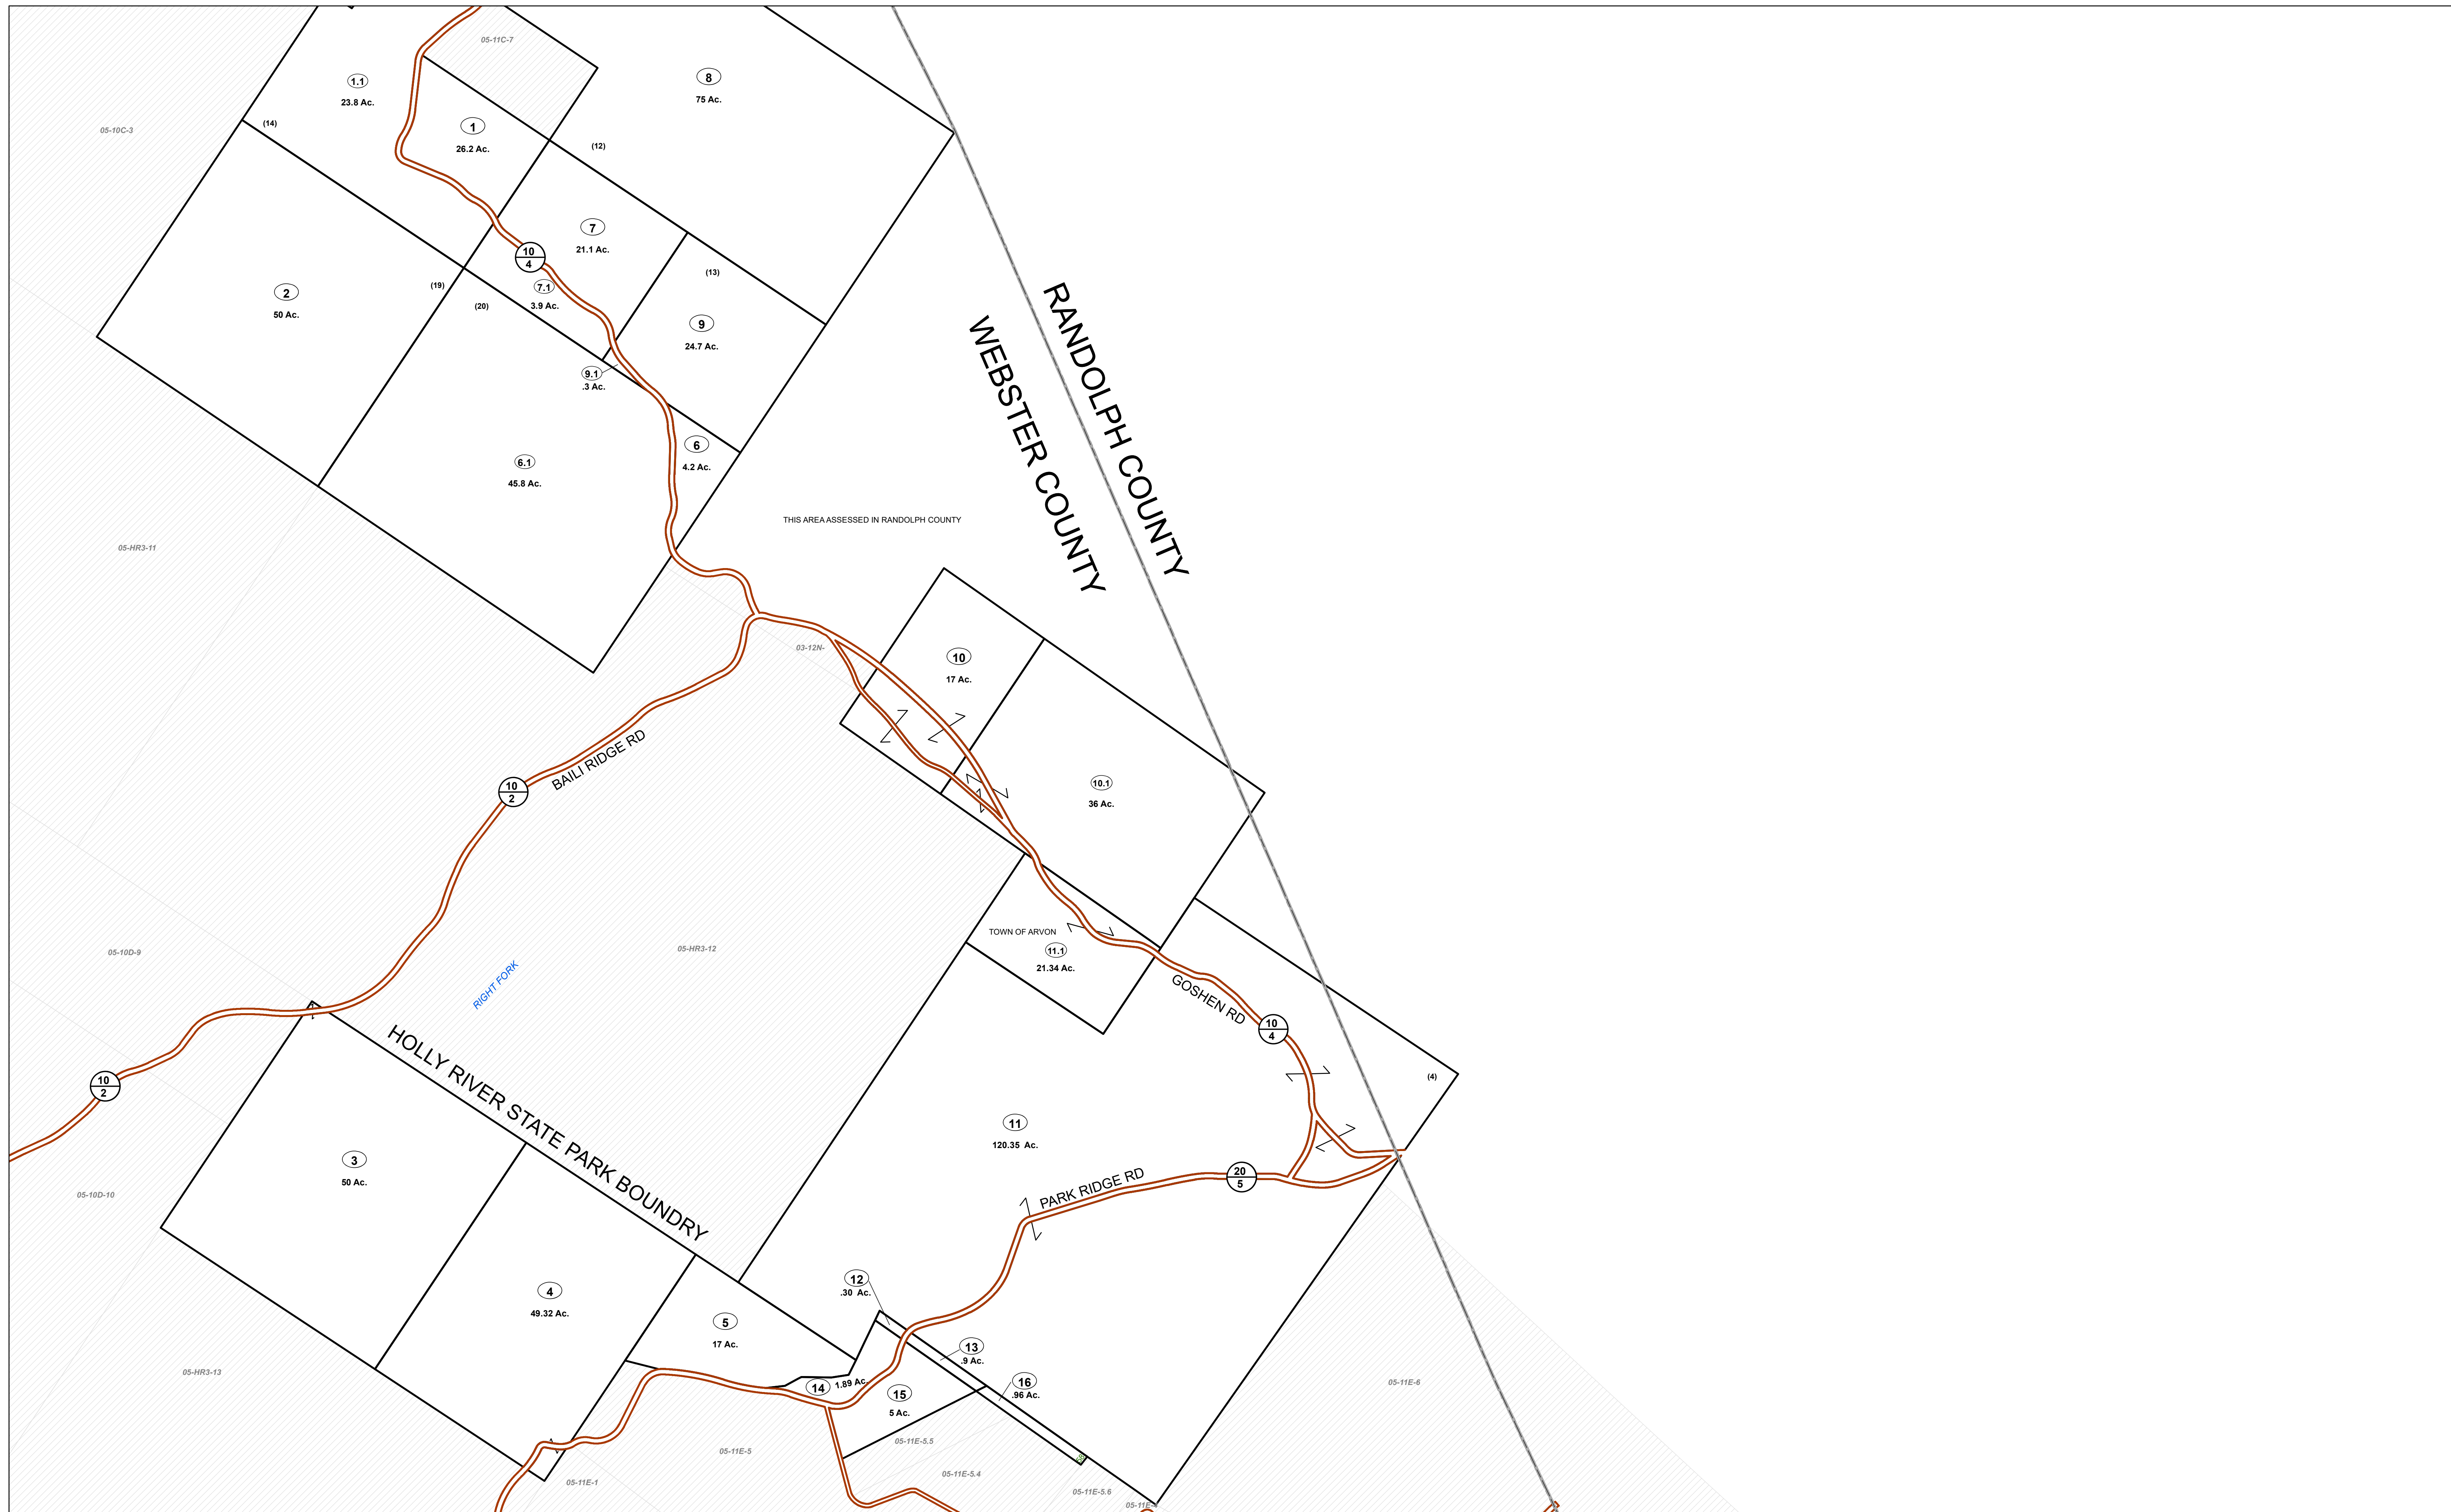 05-11C-7
8
75 Ac.
1.1
23.8 Ac.
(14)
1
26.2 Ac.
05-10C-3
(12)
7
21.1 Ac.
10
4
(13)
2
50 Ac.
(19)
(20)
7.1
3.9 Ac.
9
24.7 Ac.
9.1
.3 Ac.
RANDOLPH COUNTY
WEBSTER COUNTY
6
4.2 Ac.
6.1
45.8 Ac.
THIS AREA ASSESSED IN RANDOLPH COUNTY
05-HR3-11
03-12N-
10
17 Ac.
BAILI RIDGE RD
10
2
10.1
36 Ac.
TOWN OF ARVON
11.1
21.34 Ac.
05-10D-9
05-HR3-12
RIGHT FORK
GOSHEN RD
10
4
HOLLY RIVER STATE PARK BOUNDRY
10
2
(4)
11
120.35 Ac.
3
50 Ac.
05-10D-10
PARK RIDGE RD
20
5
12
.30 Ac.
4
49.32 Ac.
5
17 Ac.
13
.9 Ac.
05-HR3-13
14
1.89 Ac.
15
5 Ac.
16
.96 Ac.
05-11E-6
05-11E-5.5
05-11E-5
05-11E-5.4
05-11E-1
05-11E-5.6